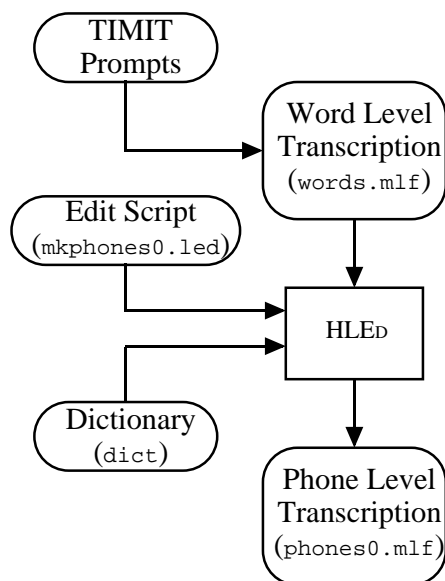 TIMIT
Prompts
Word Level
Transcription
(words.mlf)
Edit Script
(mkphones0.led)
HLED
Dictionary
(dict)
Phone Level
Transcription
(phones0.mlf)